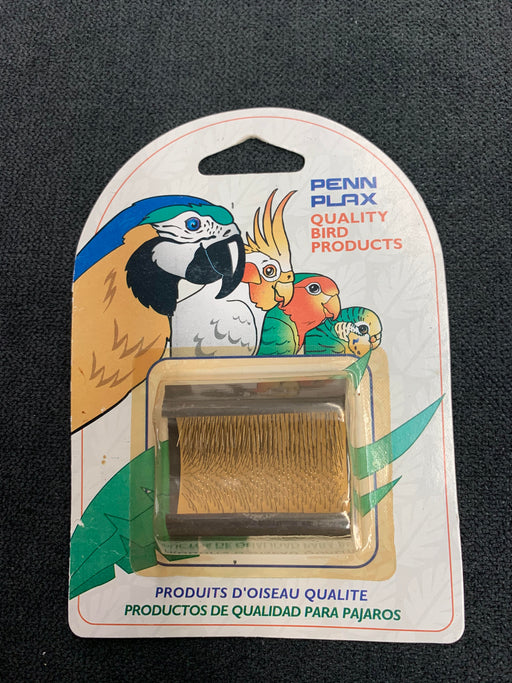 PENN
PLAX
QUALITY
BIRD
PRODUCTS
PRODUITS D'OISEAU QUALITE
PRODUCTOS DE QUALIDAD PARA PAJAROS